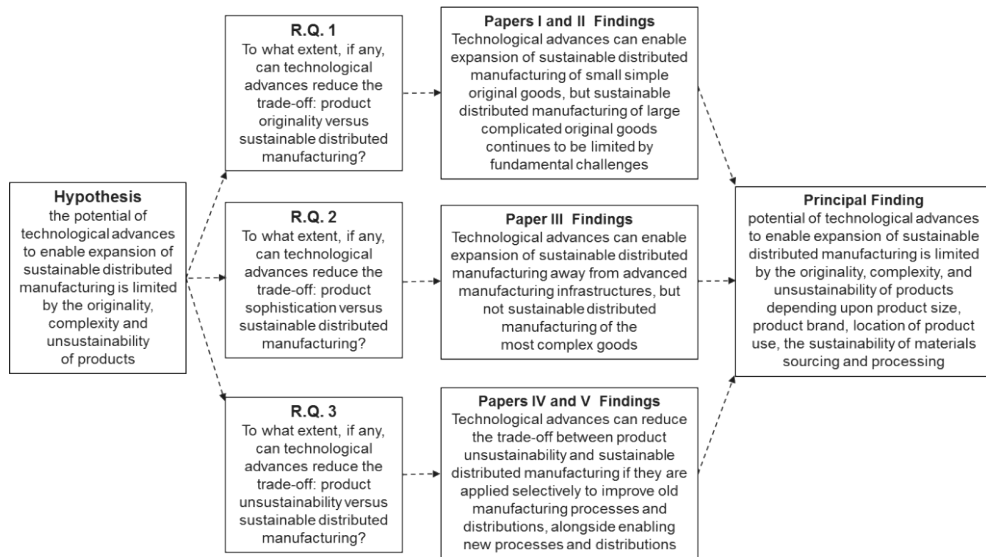 Hypothesis
the potential of
technological advances
to enable expansion of
sustainable distributed
manufacturing is limited
by the originality,
complexity and
unsustainability
of products
R.Q. 1
To what extent, if any,
can technological
advances reduce the
trade-off: product
originality versus
sustainable distributed
manufacturing?
R.Q. 2
To what extent, if any,
can technological
advances reduce the
trade-off: product
sophistication versus
sustainable distributed
manufacturing?
R.Q. 3
To what extent, if any,
can technological
advances reduce the
trade-off: product
unsustainability versus
sustainable distributed
manufacturing?
Papers I and II Findings
Technological advances can enable
expansion of sustainable distributed
manufacturing of small simple
original goods, but sustainable
distributed manufacturing of large
complicated original goods
continues to be limited by
fundamental challenges
Paper III Findings
Technological advances can enable
expansion of sustainable distributed
manufacturing away from advanced
manufacturing infrastructures, but
not sustainable distributed
manufacturing of the
most complex goods
Papers IV and V Findings
Technological advances can reduce
the trade-off between product
unsustainability and sustainable
distributed manufacturing if they are
applied selectively to improve old
manufacturing processes and
distributions, alongside enabling
new processes and distributions
Principal Finding
potential of technological advances
to enable expansion of sustainable
distributed manufacturing is limited
by the originality, complexity, and
unsustainability of products
depending upon product size,
product brand, location of product
use, the sustainability of materials
sourcing and processing